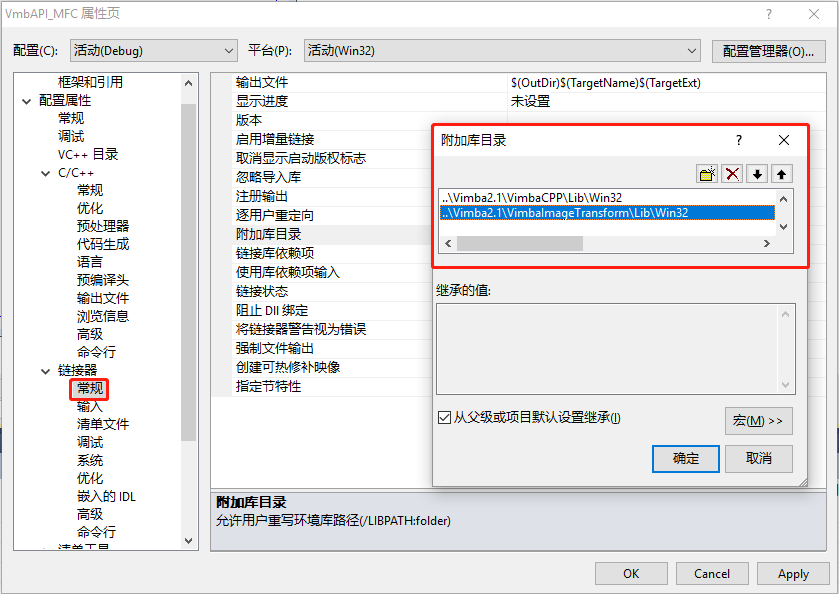 VmbAPI_MFC 属性页
配置(C): 活动(Debug) 平台(P): 活动(Win32) 配置管理器(O)...
框架和引用
配置属性
常规
调试
VC++ 目录
C/C++
常规
优化
预处理器
代码生成
语言
预编译头
输出文件
浏览信息
高级
命令行
链接器
常规
输入
清单文件
调试
系统
优化
嵌入的 IDL
高级
命令行
清单工具
输出文件 $(OutDir)$(TargetName)$(TargetExt)
显示进度 未设置
版本
启用增量链接
取消显示启动版权标志
忽略导入库
注册输出
逐用户重定向
附加库目录
链接库依赖项
使用库依赖项输入
链接状态
阻止 Dll 绑定
将链接器警告视为错误
强制文件输出
创建可热修补映像
指定节特性
附加库目录
..\Vimba2.1\VimbaCPP\Lib\Win32
..\Vimba2.1\VimbaImageTransform\Lib\Win32
继承的值:
从父级或项目默认设置继承(I)
宏(M) >>
确定 取消
附加库目录
允许用户重写环境库路径(/LIBPATH:folder)
OK Cancel Apply